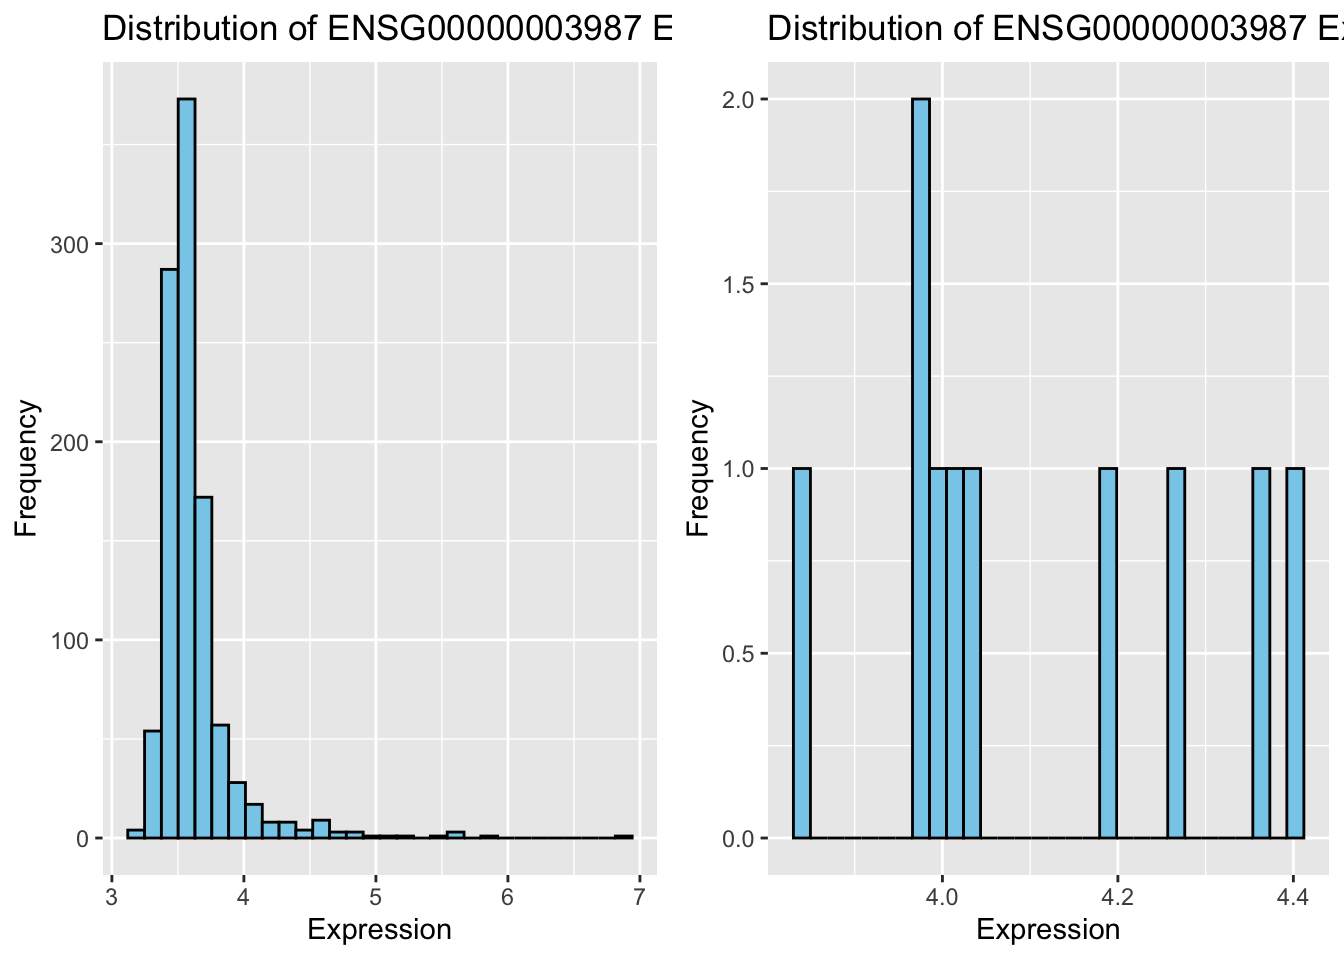 Distribution of ENSG00000003987 E
Frequency
300
200
100
0
3 4 5 6 7
Expression
Distribution of ENSG00000003987 Ex
Frequency
2.0
1.5
1.0
0.5
0.0
4.0 4.2 4.4
Expression